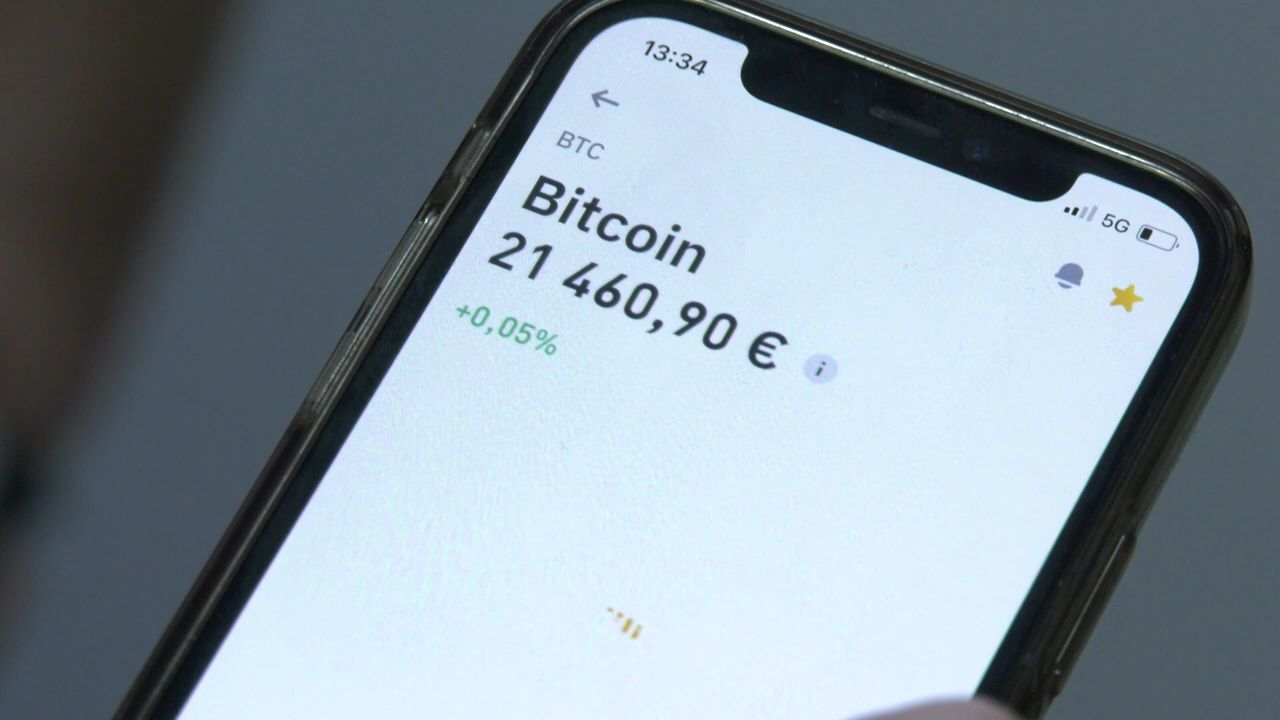 13:34
5G
BTC
Bitcoin
21 460,90 €
+0,05%
i